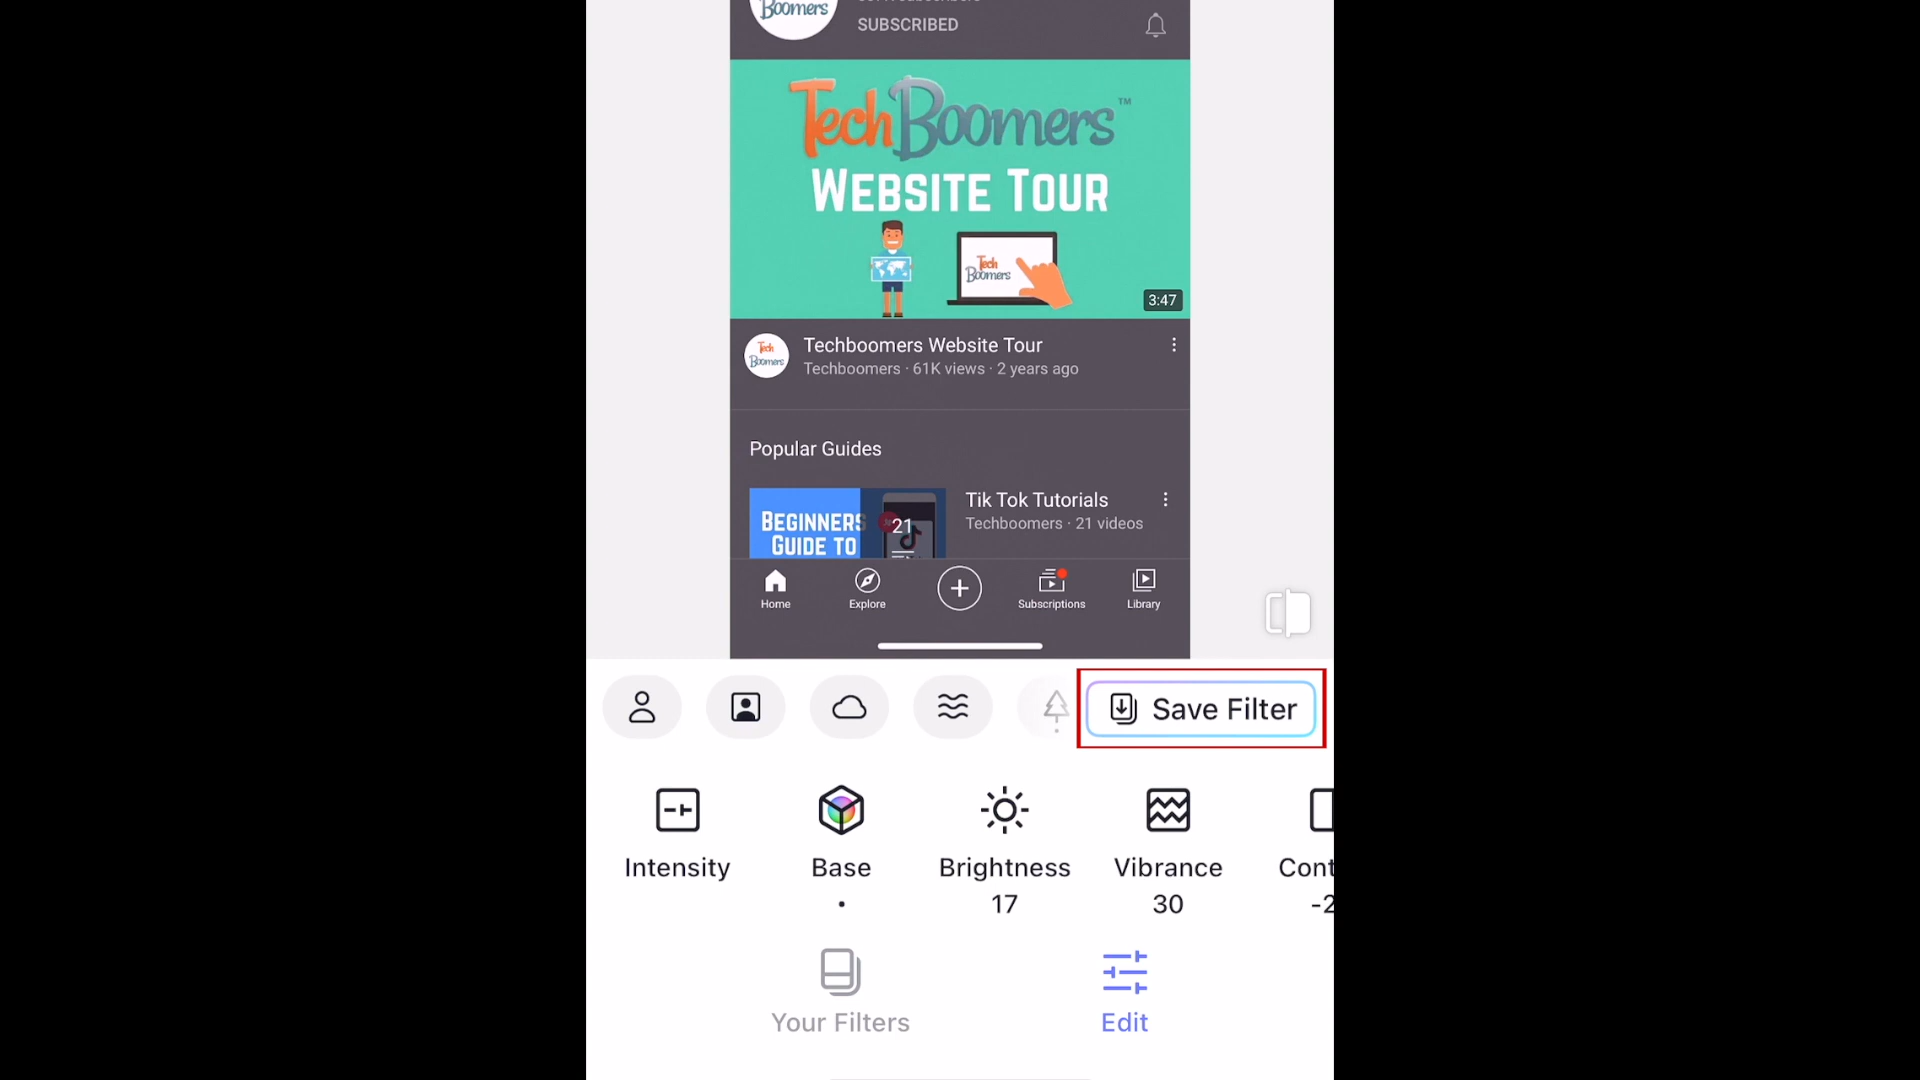 Boomers
SUBSCRIBED
TechBoomers™
WEBSITE TOUR
Tech
Boomers
3:47
Tech
Boomers
Techboomers Website Tour
Techboomers · 61K views · 2 years ago
Popular Guides
BEGINNERS
GUIDE TO
21
Tik Tok Tutorials
Techboomers · 21 videos
Home
Explore
Subscriptions
Library
Save Filter
Intensity
Base
Brightness
Vibrance
Cont
17
30
-2
Your Filters
Edit